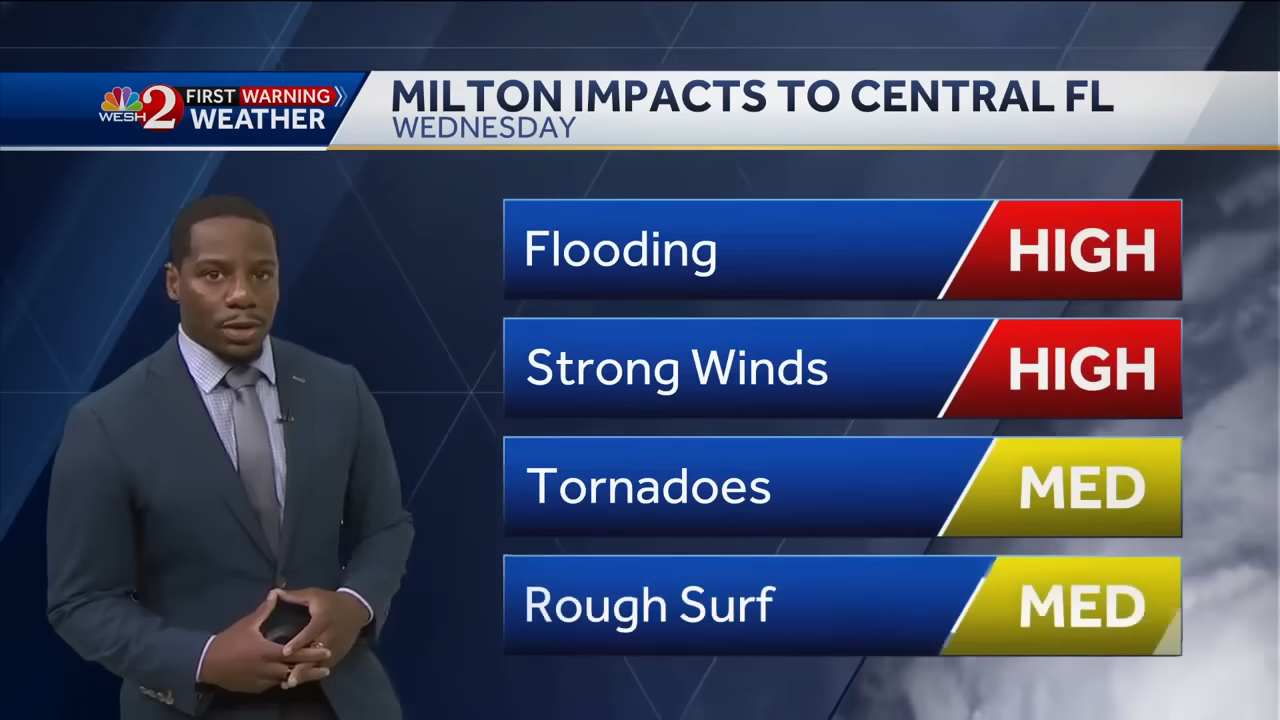 WESH 2 FIRST WARNING
WEATHER
MILTON IMPACTS TO CENTRAL FL
WEDNESDAY
Flooding HIGH
Strong Winds HIGH
Tornadoes MED
Rough Surf MED